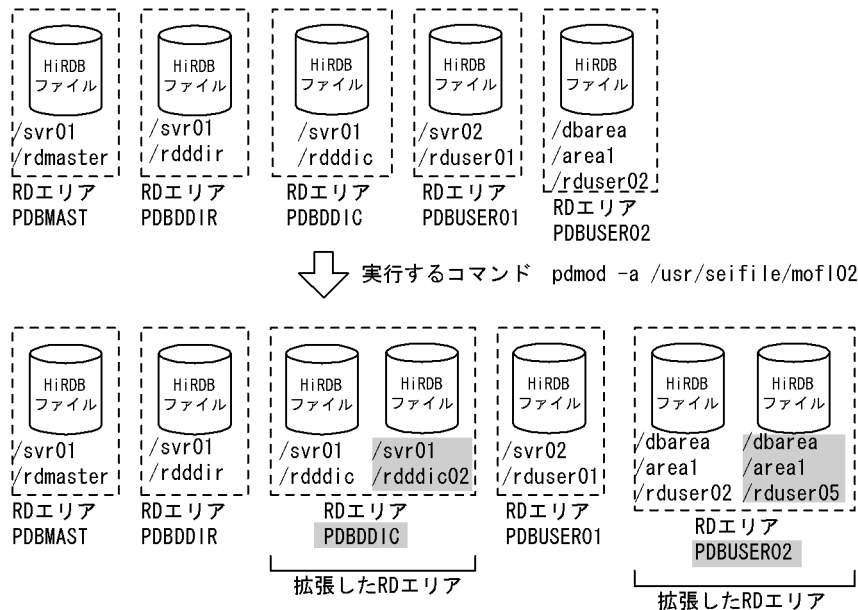 HiRDB
ファイル
/svr01
/rdmaster
RDエリア
PDBMAST
HiRDB
ファイル
/svr01
/rdddir
RDエリア
PDBDDIR
HiRDB
ファイル
/svr01
/rdddic
RDエリア
PDBDDIC
HiRDB
ファイル
/svr02
/rduser01
RDエリア
PDBUSER01
HiRDB
ファイル
/dbarea
/area1
/rduser02
RDエリア
PDBUSER02
実行するコマンド pdmod -a /usr/seifile/mofl02
HiRDB
ファイル
/svr01
/rdmaster
RDエリア
PDBMAST
HiRDB
ファイル
/svr01
/rdddir
RDエリア
PDBDDIR
HiRDB
ファイル
/svr01
/rdddic
HiRDB
ファイル
/svr01
/rdddic02
RDエリア
PDBDDIC
拡張したRDエリア
HiRDB
ファイル
/svr02
/rduser01
RDエリア
PDBUSER01
HiRDB
ファイル
/dbarea
/area1
/rduser02
HiRDB
ファイル
/dbarea
/area1
/rduser05
RDエリア
PDBUSER02
拡張したRDエリア